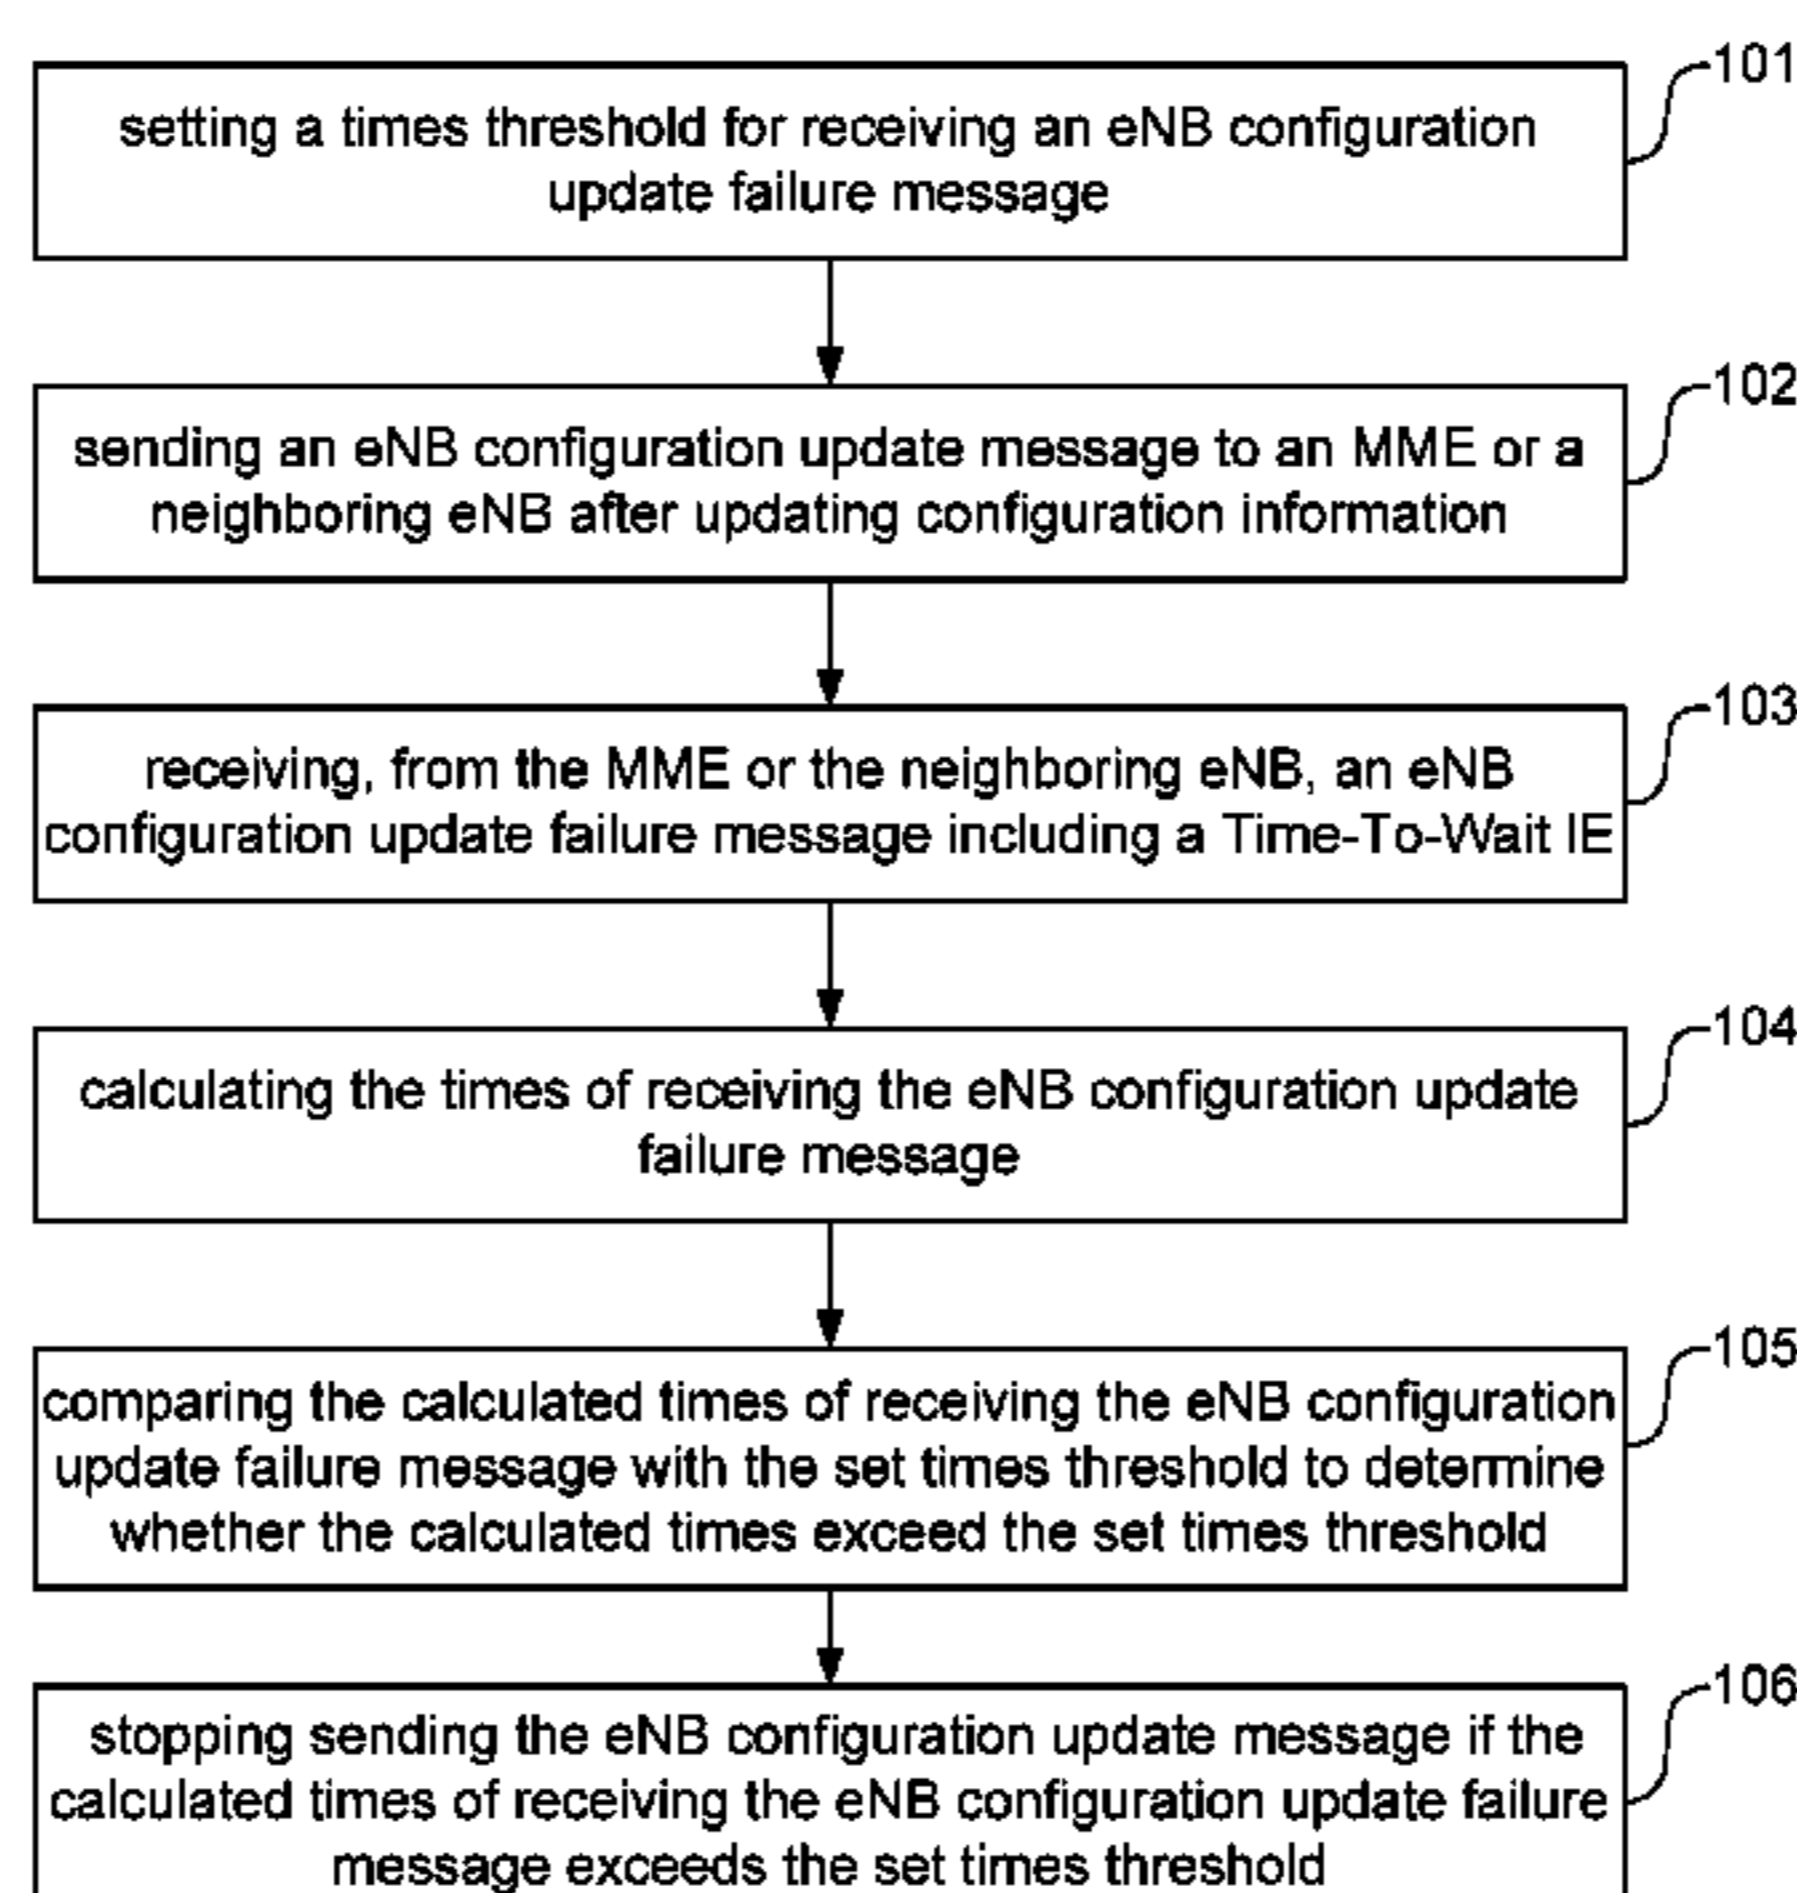 101
setting a times threshold for receiving an eNB configuration
update failure message
102
sending an eNB configuration update message to an MME or a
neighboring eNB after updating configuration information
103
receiving, from the MME or the neighboring eNB, an eNB
configuration update failure message including a Time-To-Wait IE
104
calculating the times of receiving the eNB configuration update
failure message
105
comparing the calculated times of receiving the eNB configuration
update failure message with the set times threshold to determine
whether the calculated times exceed the set times threshold
106
stopping sending the eNB configuration update message if the
calculated times of receiving the eNB configuration update failure
message exceeds the set times threshold